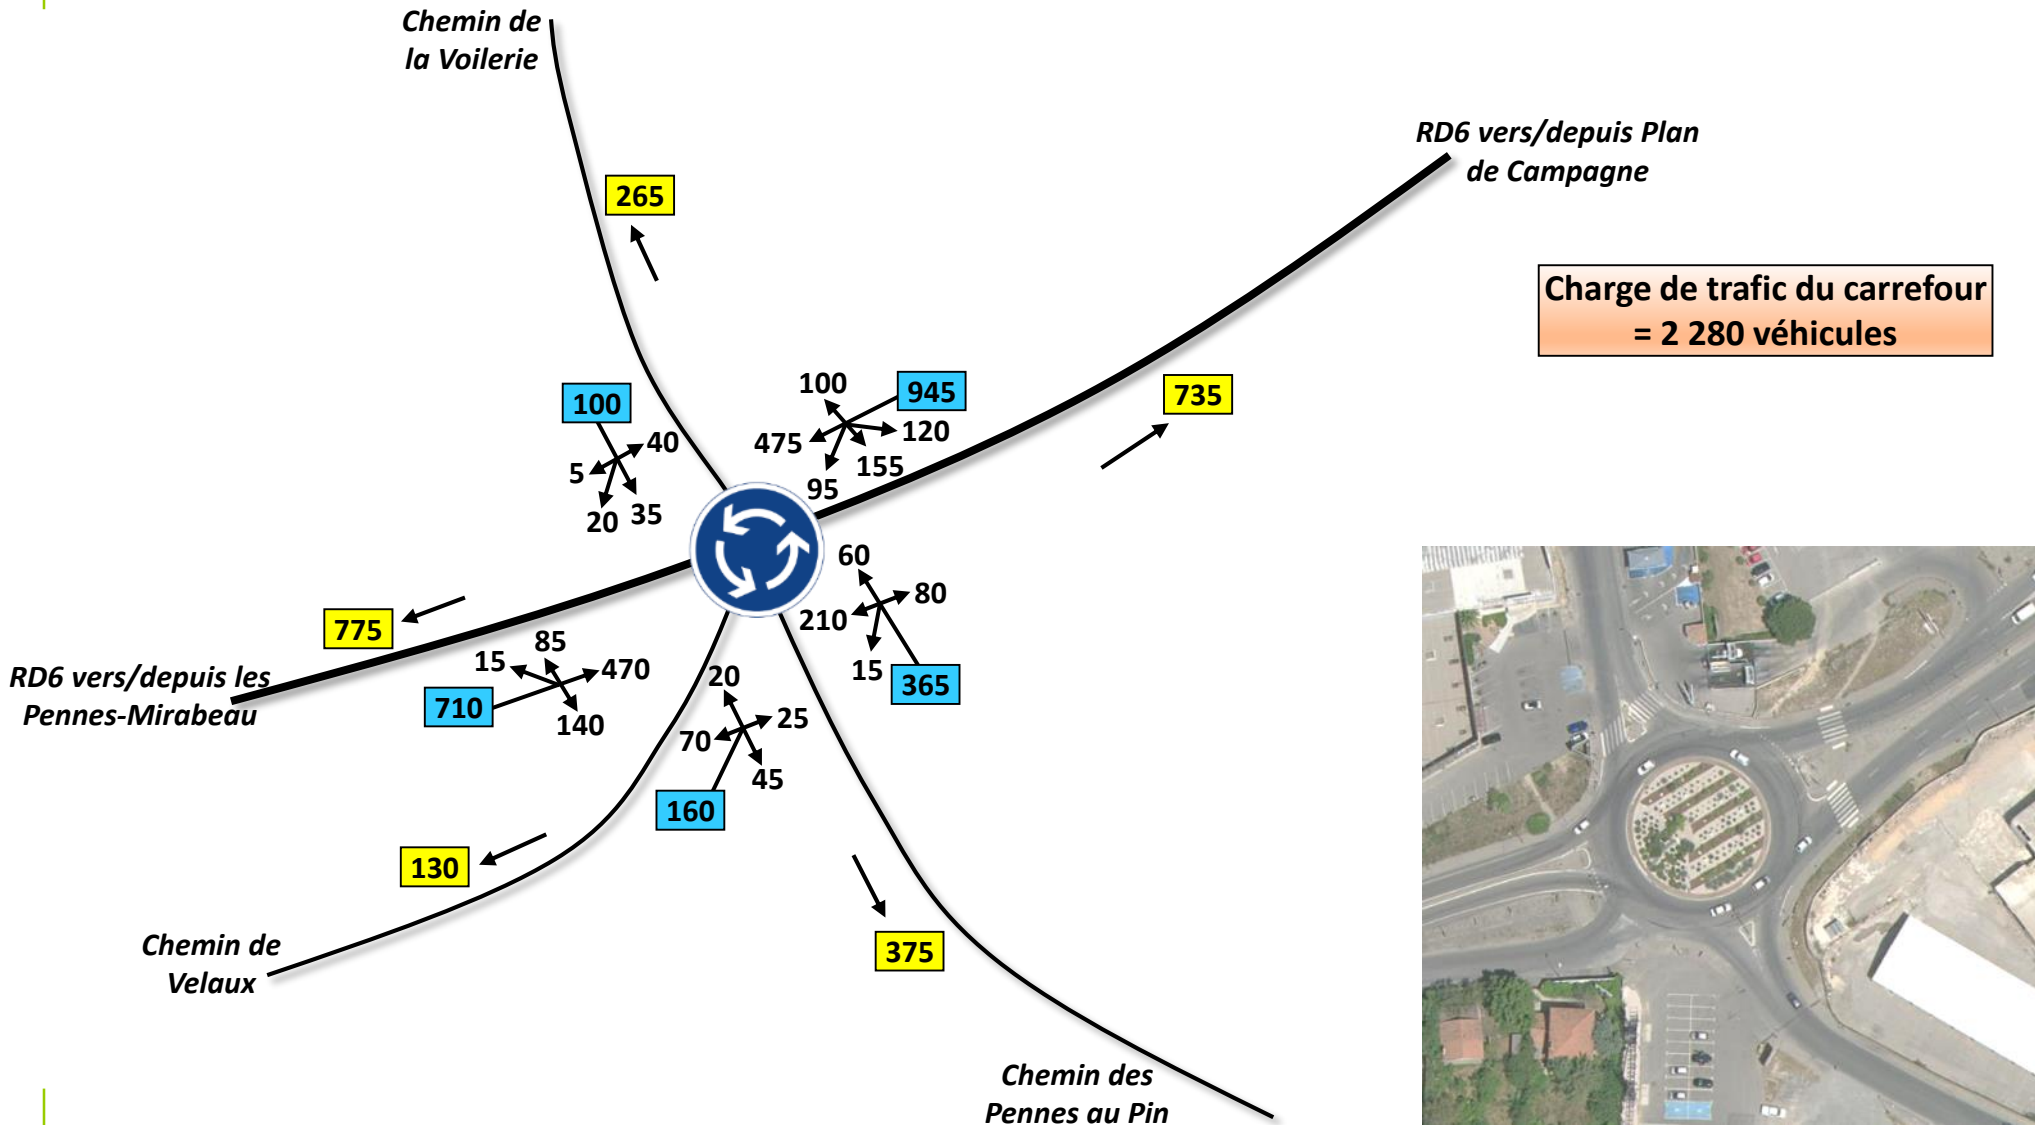 Chemin de
la Voilerie
RD6 vers/depuis Plan
de Campagne
265
Charge de trafic du carrefour
= 2 280 véhicules
100
945
735
100
120
475
155
95
40
5
20
35
60
80
210
15
365
775
RD6 vers/depuis les
Pennes-Mirabeau
85
15
470
710
140
20
25
70
45
160
130
375
Chemin de
Velaux
Chemin des
Pennes au Pin